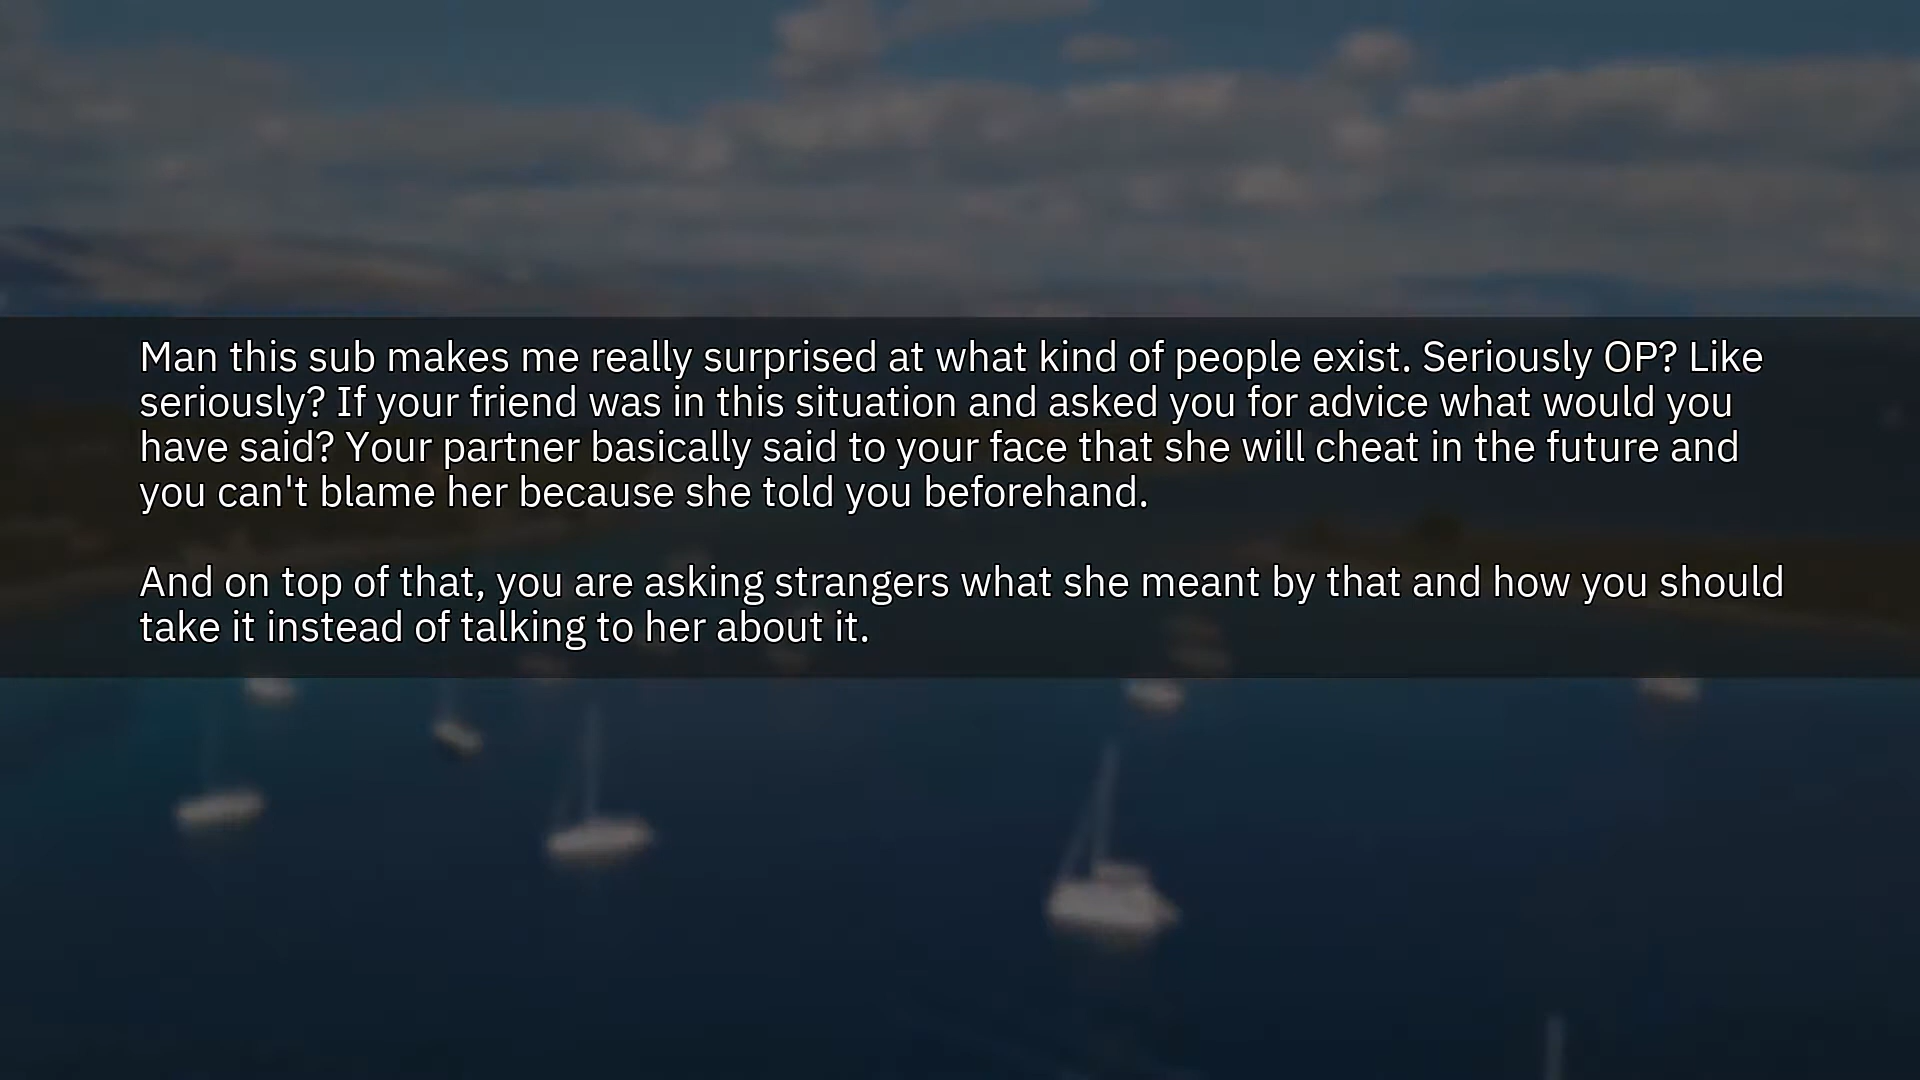 Man this sub makes me really surprised at what kind of people exist. Seriously OP? Like
seriously? If your friend was in this situation and asked you for advice what would you
have said? Your partner basically said to your face that she will cheat in the future and
you can't blame her because she told you beforehand.
And on top of that, you are asking strangers what she meant by that and how you should
take it instead of talking to her about it.